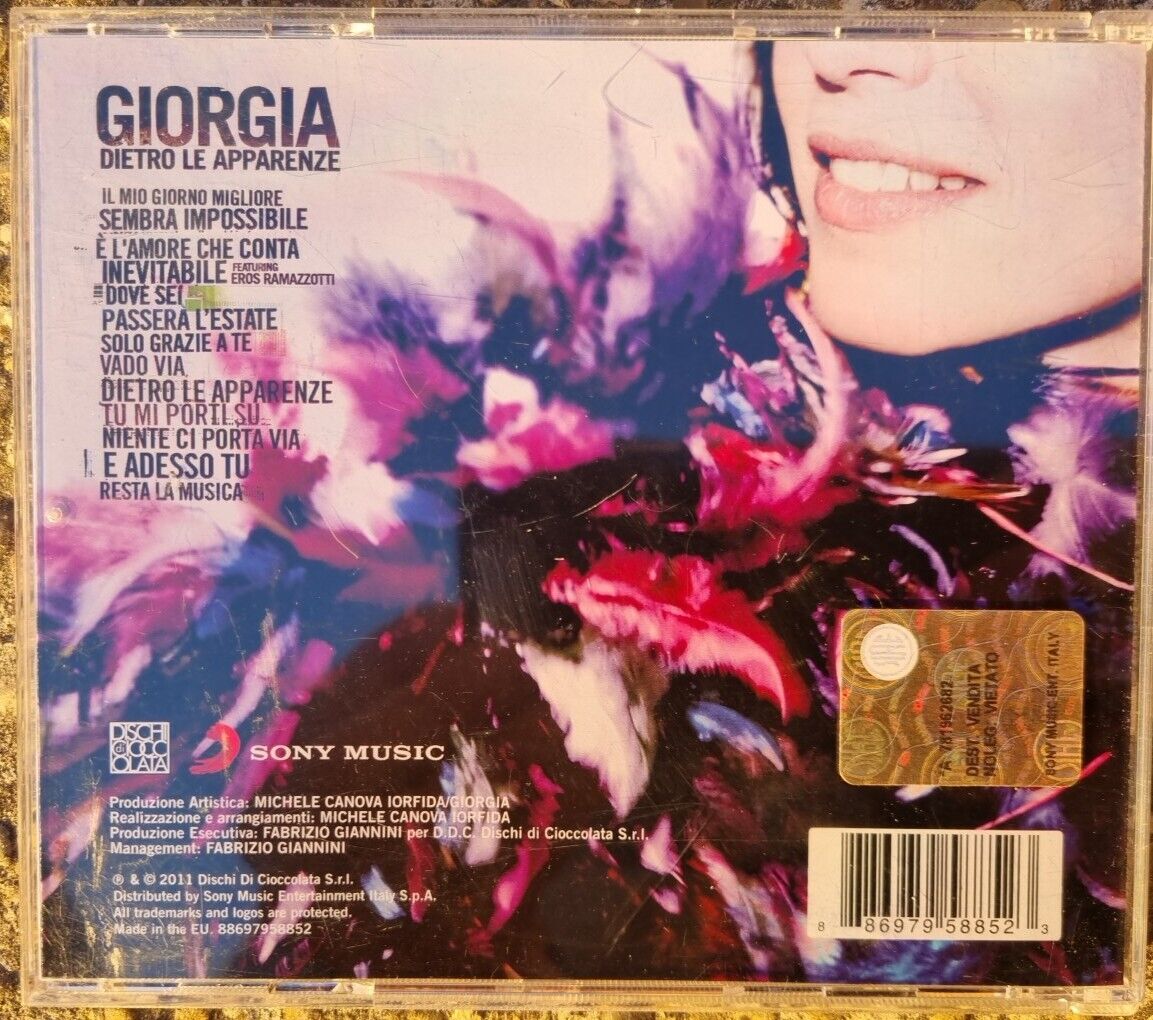 GIORGIA
DIETRO LE APPARENZE
IL MIO GIORNO MIGLIORE
SEMBRA IMPOSSIBILE
È L'AMORE CHE CONTA
INEVITABILE FEATURING EROS RAMAZZOTTI
DOVE SEI
PASSERÀ L'ESTATE
SOLO GRAZIE A TE
VADO VIA
DIETRO LE APPARENZE
TU MI PORTI SU
NIENTE CI PORTA VIA
E ADESSO TU
RESTA LA MUSICA
DISCHI
di CIOCC
OLATA
SONY MUSIC
Produzione Artistica: MICHELE CANOVA IORFIDA/GIORGIA
Realizzazione e arrangiamenti: MICHELE CANOVA IORFIDA
Produzione Esecutiva: FABRIZIO GIANNINI per D.D.C. Dischi di Cioccolata S.r.l.
Management: FABRIZIO GIANNINI
℗ & © 2011 Dischi Di Cioccolata S.r.l.
Distributed by Sony Music Entertainment Italy S.p.A.
All trademarks and logos are protected.
Made in the EU. 88697958852
DEST. VENDITA
NOLEG. VIETATO
SONY MUSIC ENT. ITALY
8 86979 58852 3